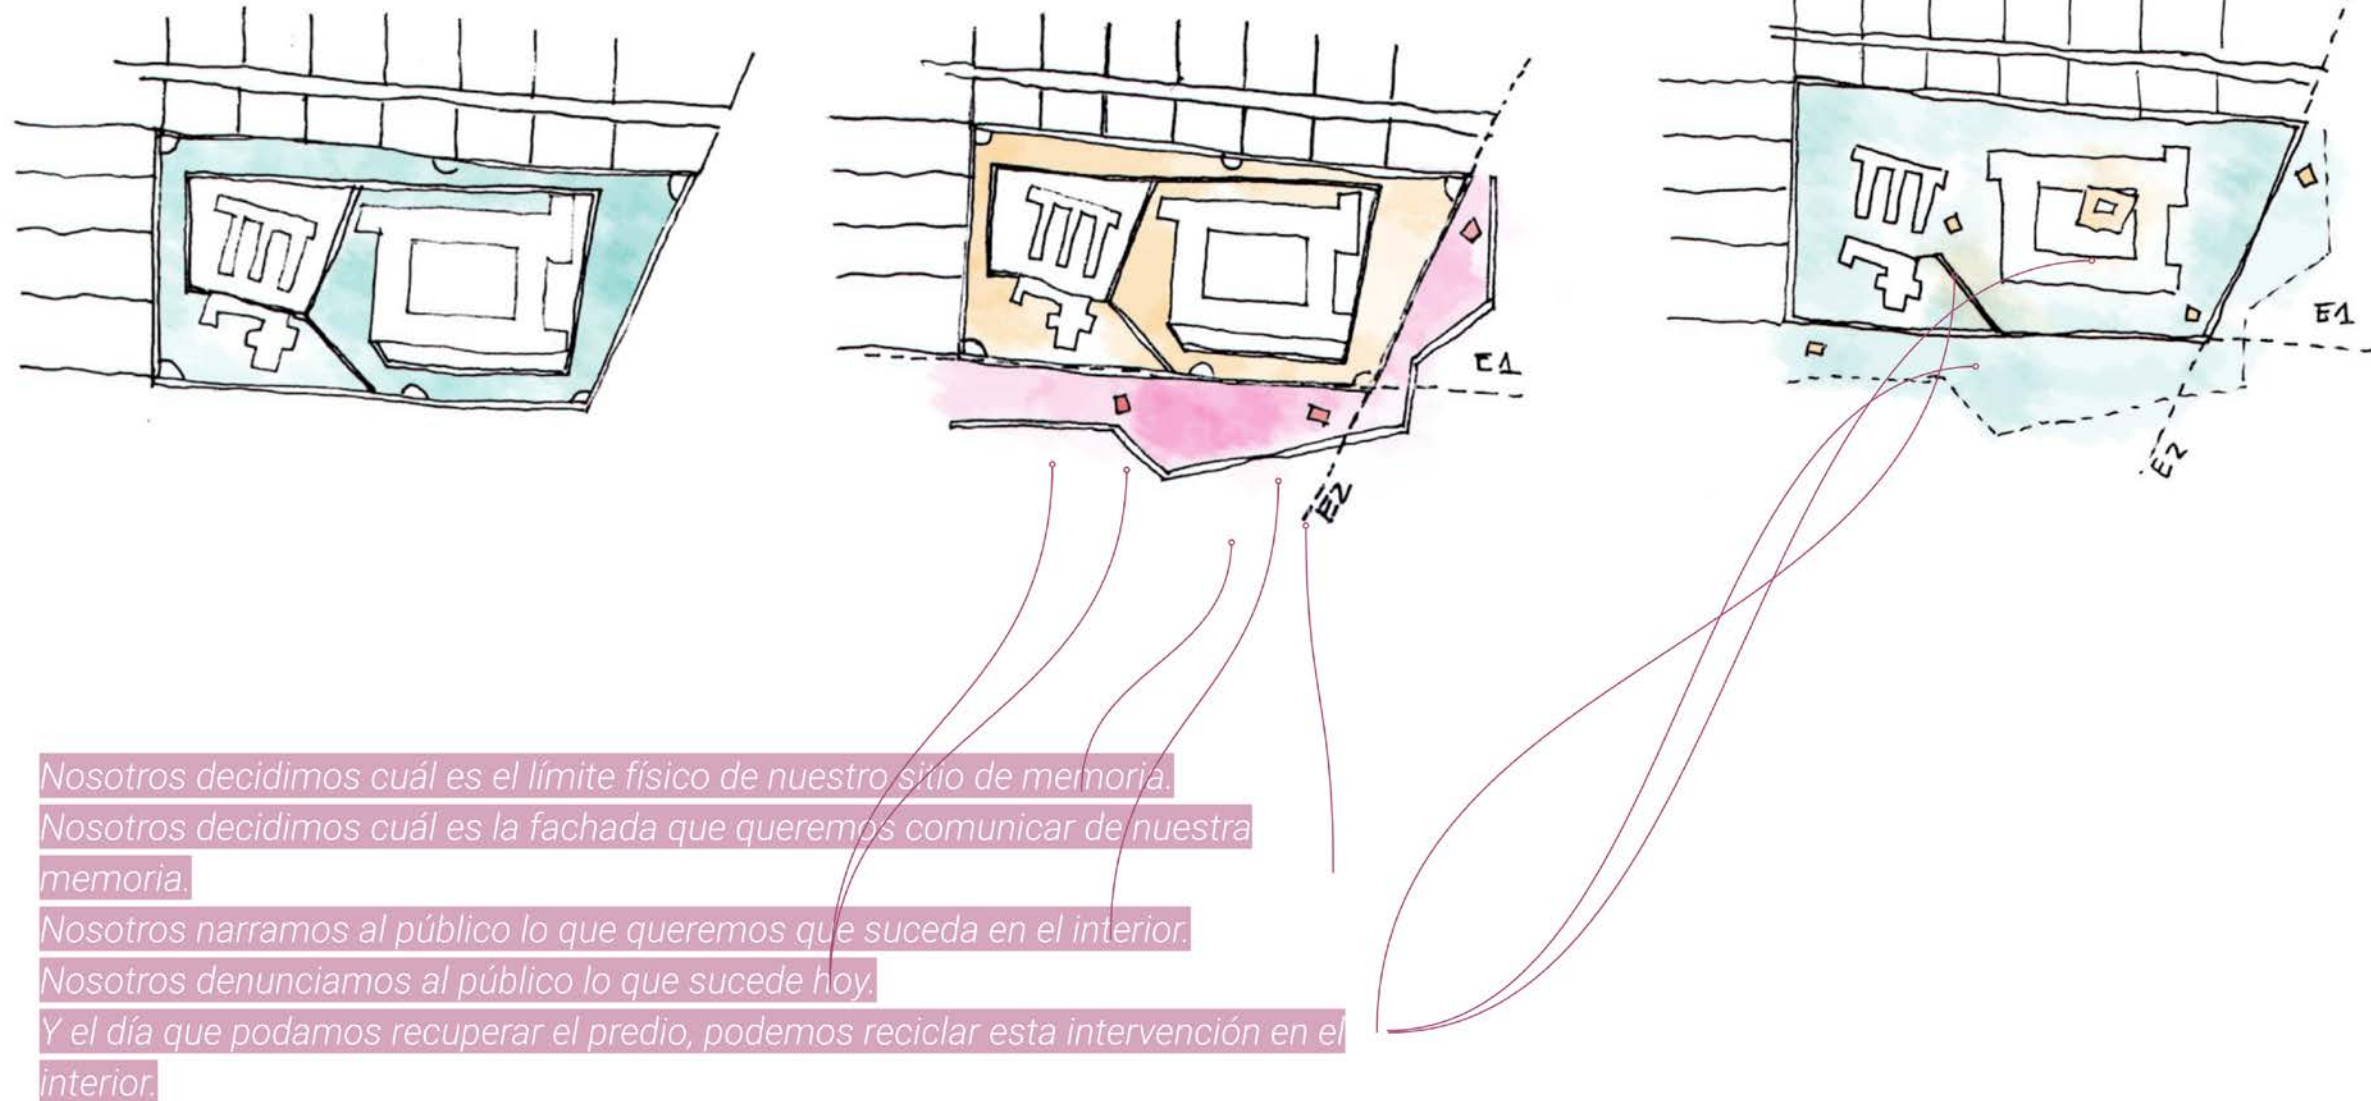 E1
E2
E1
E2
Nosotros decidimos cuál es el límite físico de nuestro sitio de memoria.
Nosotros decidimos cuál es la fachada que queremos comunicar de nuestra
memoria.
Nosotros narramos al público lo que queremos que suceda en el interior.
Nosotros denunciamos al público lo que sucede hoy.
Y el día que podamos recuperar el predio, podemos reciclar esta intervención en el
interior.